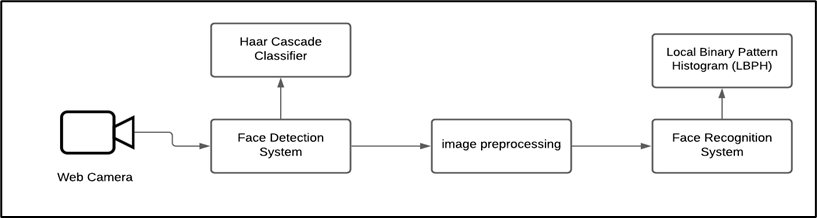 Haar Cascade
Classifier
Local Binary Pattern
Histogram (LBPH)
Web Camera
Face Detection
System
image preprocessing
Face Recognition
System